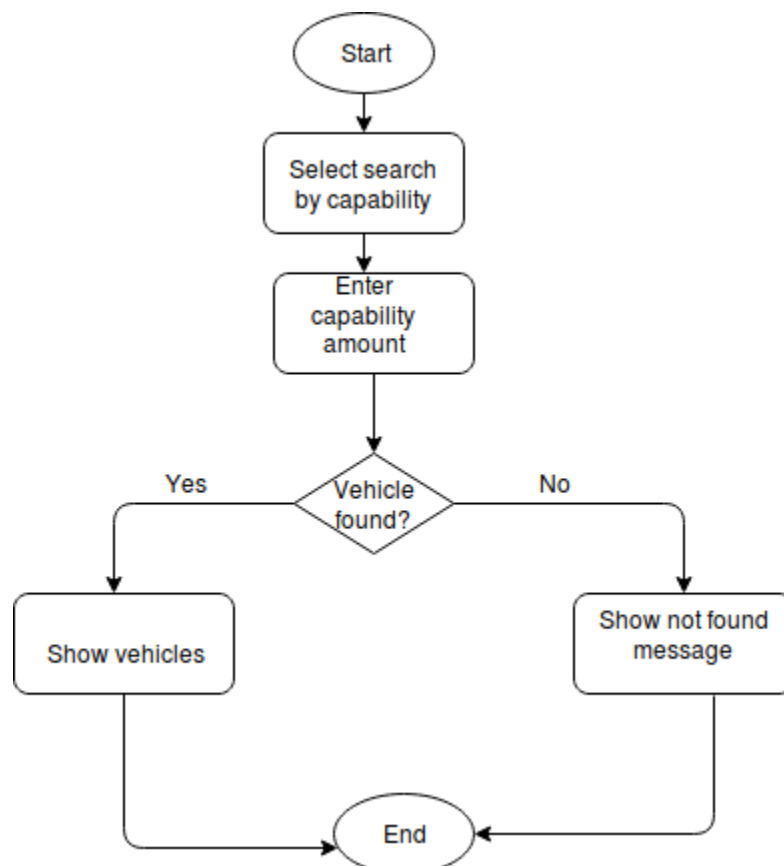 Start
Select search
by capability
Enter
capability
amount
Yes
No
Vehicle
found?
Show vehicles
Show not found
message
End